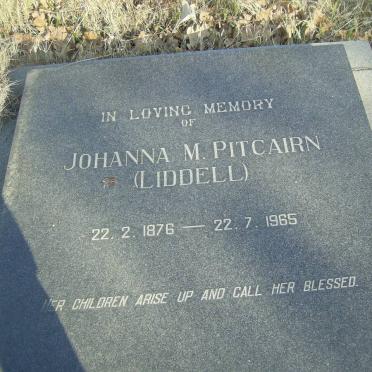 IN LOVING MEMORY
OF
JOHANNA M. PITCAIRN
(LIDDELL)
22. 2. 1876 — 22. 7. 1965
HER CHILDREN ARISE UP AND CALL HER BLESSED.